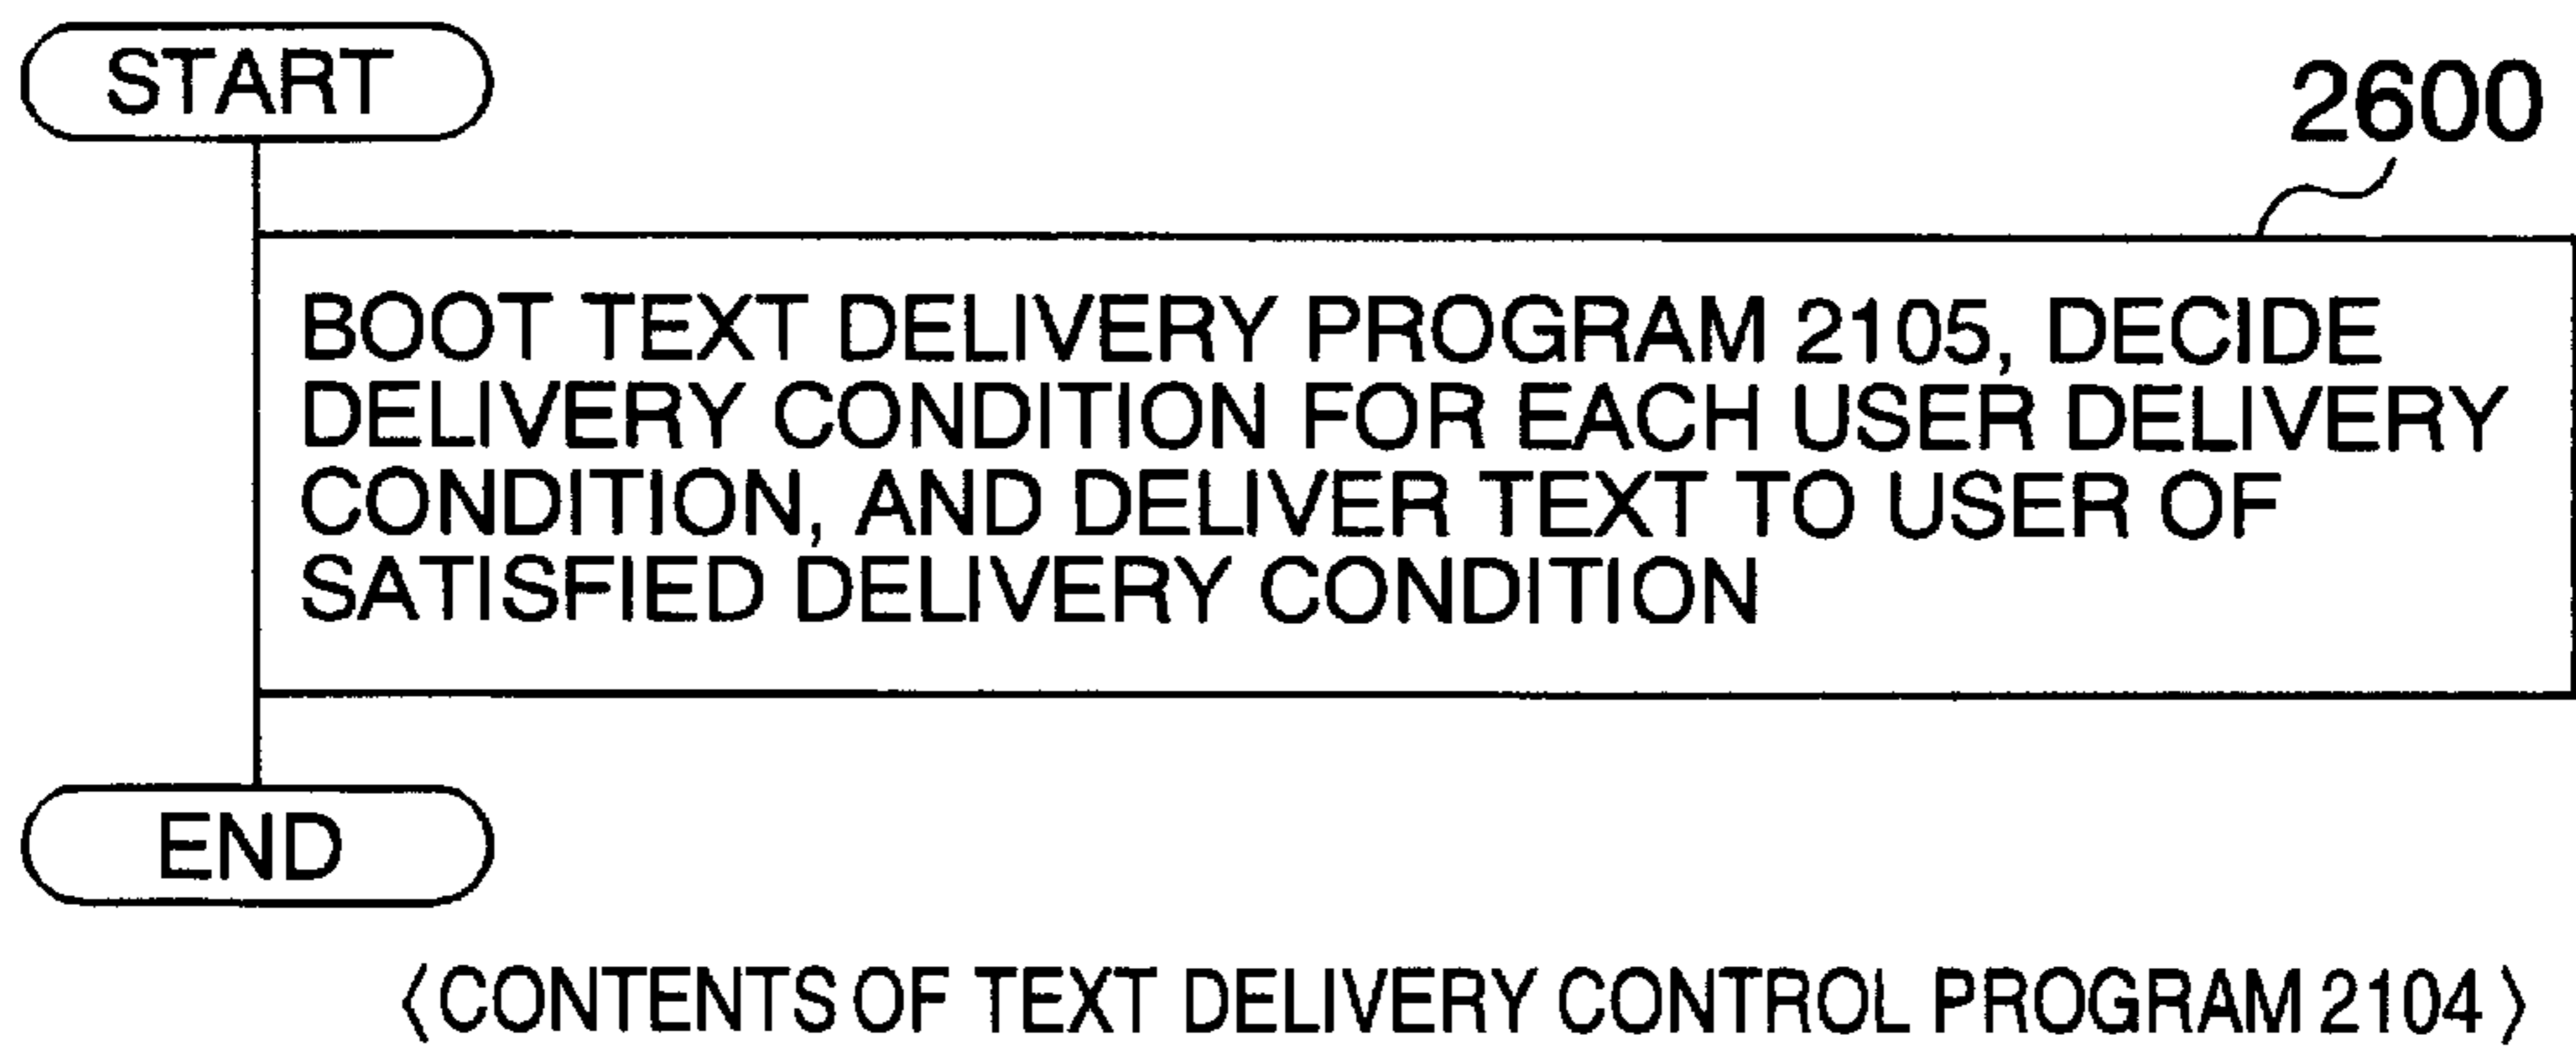 START
2600
BOOT TEXT DELIVERY PROGRAM 2105, DECIDE
DELIVERY CONDITION FOR EACH USER DELIVERY
CONDITION, AND DELIVER TEXT TO USER OF
SATISFIED DELIVERY CONDITION
END
〈CONTENTS OF TEXT DELIVERY CONTROL PROGRAM 2104〉